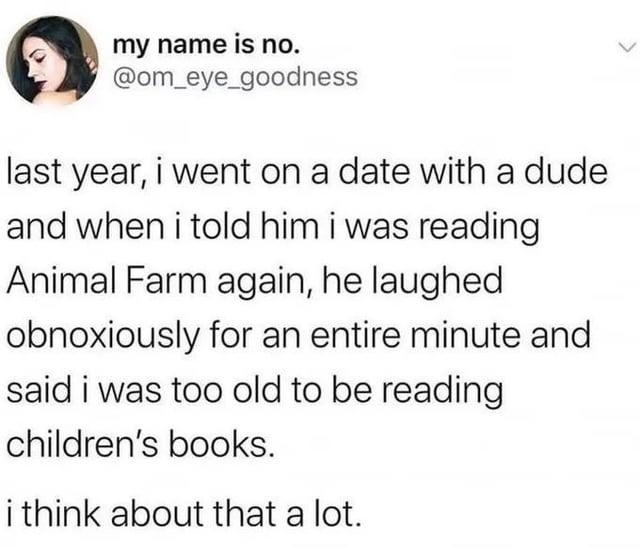 my name is no.
@om_eye_goodness
last year, i went on a date with a dude
and when i told him i was reading
Animal Farm again, he laughed
obnoxiously for an entire minute and
said i was too old to be reading
children's books.
i think about that a lot.